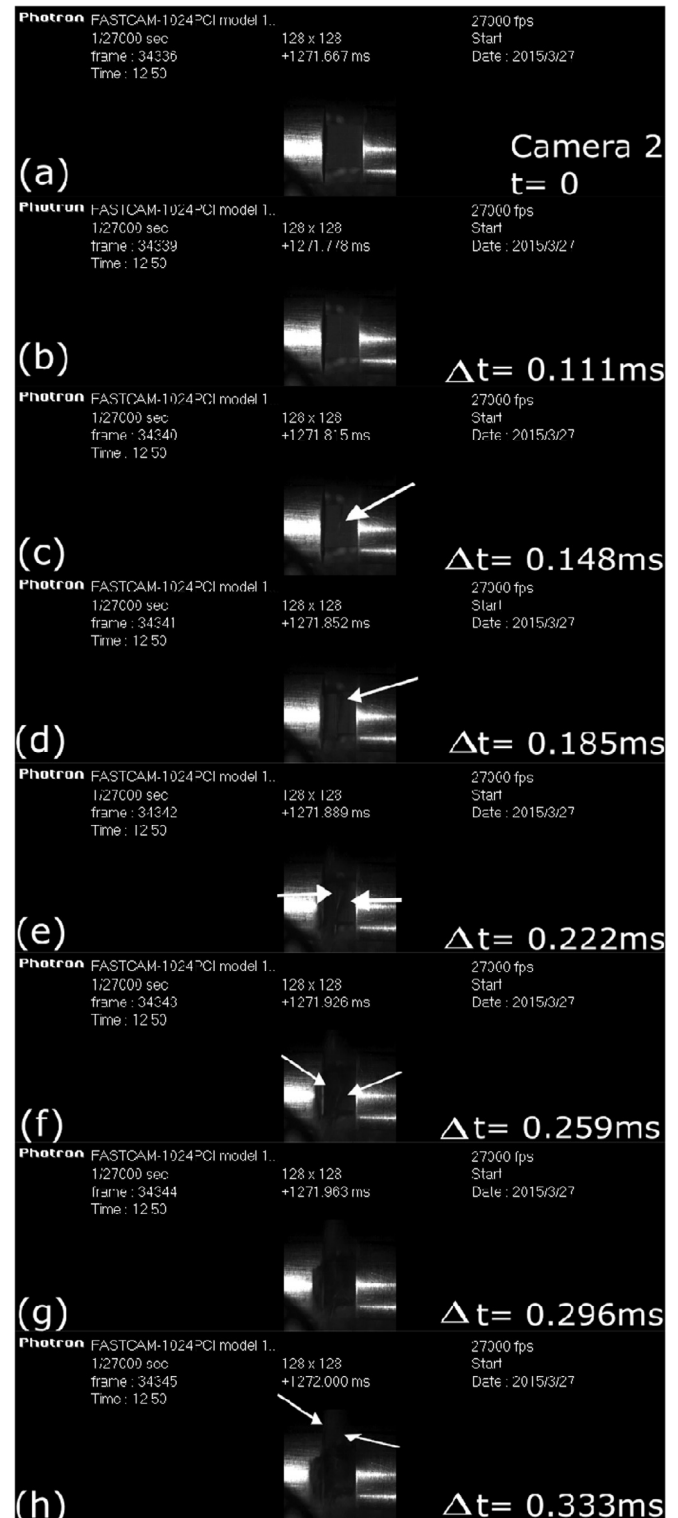 Photron FASTCAM-1024PCI model 1.. 27000 fps
1/27000 sec 128 x 128 Start
frame : 34336 +1271.667 ms Date : 2015/3/27
Time : 12:50
Camera 2
(a) t= 0
Photron FASTCAM-1024PCI model 1.. 27000 fps
1/27000 sec 128 x 128 Start
frame : 34339 +1271.778 ms Date : 2015/3/27
Time : 12:50
(b) Δt= 0.111ms
Photron FASTCAM-1024PCI model 1 27000 fps
1/27000 sec 128 x 128 Start
frame : 34340 +1271.815 ms Date : 2015/3/27
Time : 12:50
(c) Δt= 0.148ms
Photron FASTCAM-1024PCI model 1.. 27000 fps
1/27000 sec 128 x 128 Start
frame : 34341 +1271.852 ms Date : 2015/3/27
Time : 12:50
(d) Δt= 0.185ms
Photron FASTCAM-1024PCI model 1.. 27000 fps
1/27000 sec 128 x 128 Start
frame : 34342 +1271.889 ms Date : 2015/3/27
Time : 12:50
(e) Δt= 0.222ms
Photron FASTCAM-1024PCI model 1.. 27000 fps
1/27000 sec 128 x 128 Start
frame : 34343 +1271.926 ms Date : 2015/3/27
Time : 12:50
(f) Δt= 0.259ms
Photron FASTCAM-1024PCI model 1.. 27000 fps
1/27000 sec 128 x 128 Start
frame : 34344 +1271.963 ms Date : 2015/3/27
Time : 12:50
(g) Δt= 0.296ms
Photron FASTCAM-1024PCI model 1.. 27000 fps
1/27000 sec 128 x 128 Start
frame : 34345 +1272.000 ms Date : 2015/3/27
Time : 12:50
(h) Δt= 0.333ms